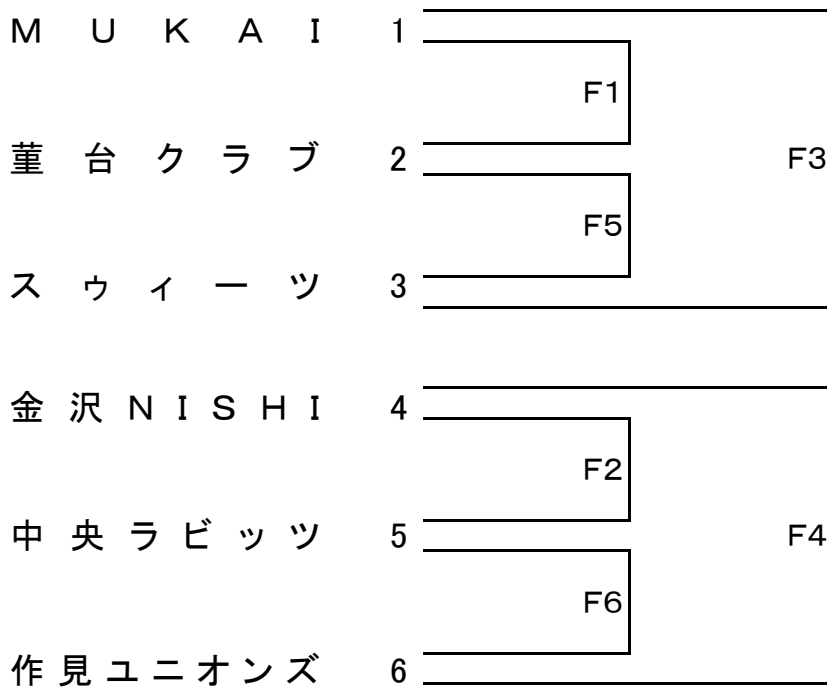 ＭＵＫＡＩ 1
F1
菫台クラブ 2
F3
F5
スウィーツ 3
金沢ＮＩＳＨＩ 4
F2
中央ラビッツ 5
F4
F6
作見ユニオンズ 6